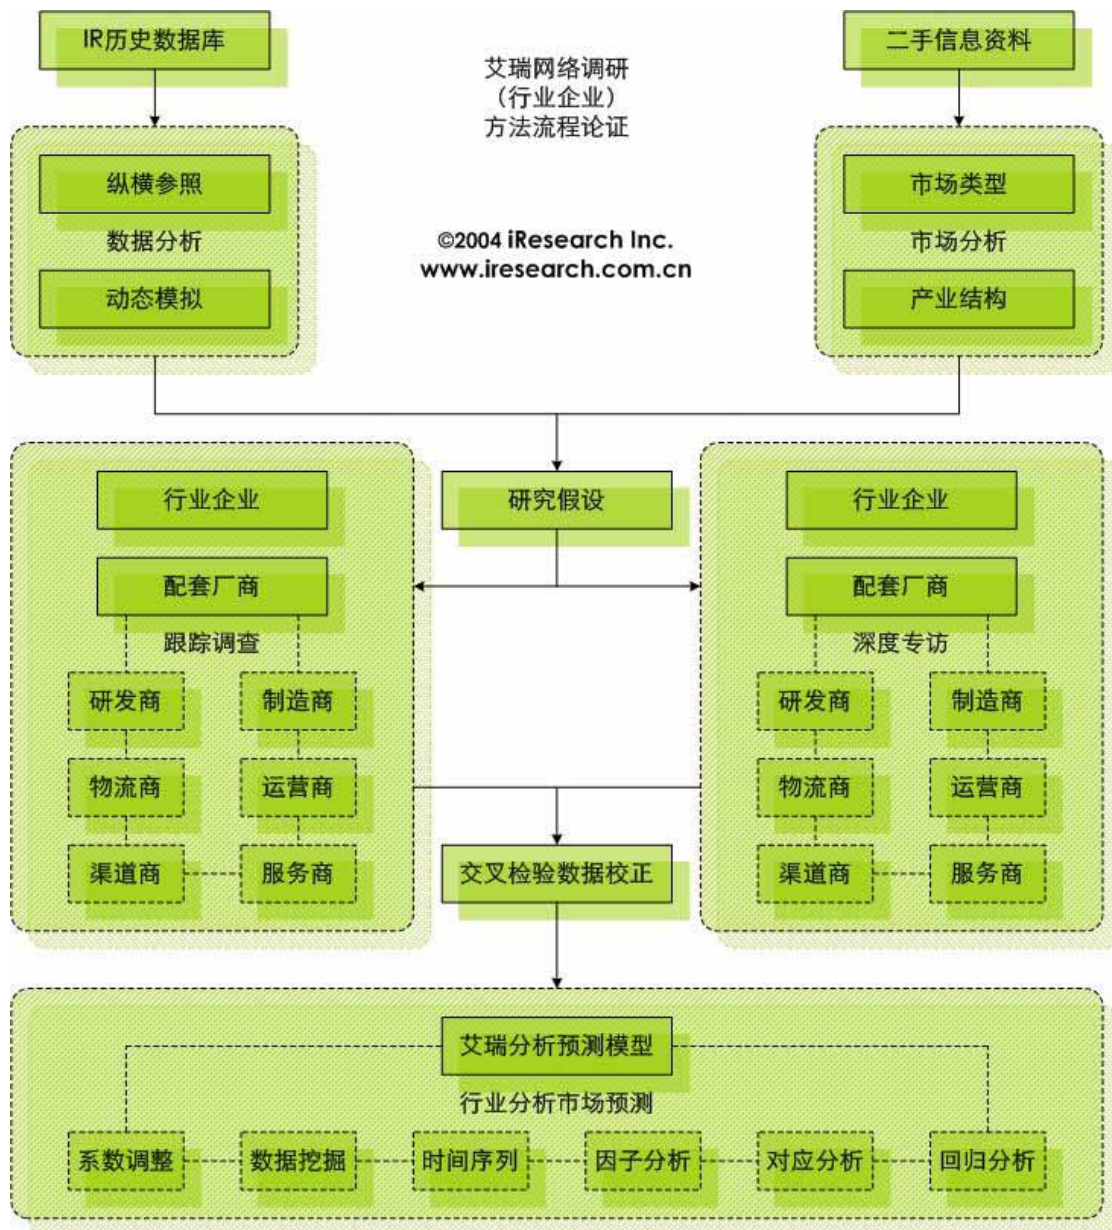 IR历史数据库
二手信息资料
艾瑞网络调研
（行业企业）
方法流程论证
纵横参照
数据分析
动态模拟
市场类型
市场分析
产业结构
©2004 iResearch Inc.
www.iresearch.com.cn
行业企业
配套厂商
跟踪调查
研发商
制造商
物流商
运营商
渠道商
服务商
研究假设
行业企业
配套厂商
深度专访
研发商
制造商
物流商
运营商
渠道商
服务商
交叉检验数据校正
艾瑞分析预测模型
行业分析市场预测
系数调整
数据挖掘
时间序列
因子分析
对应分析
回归分析